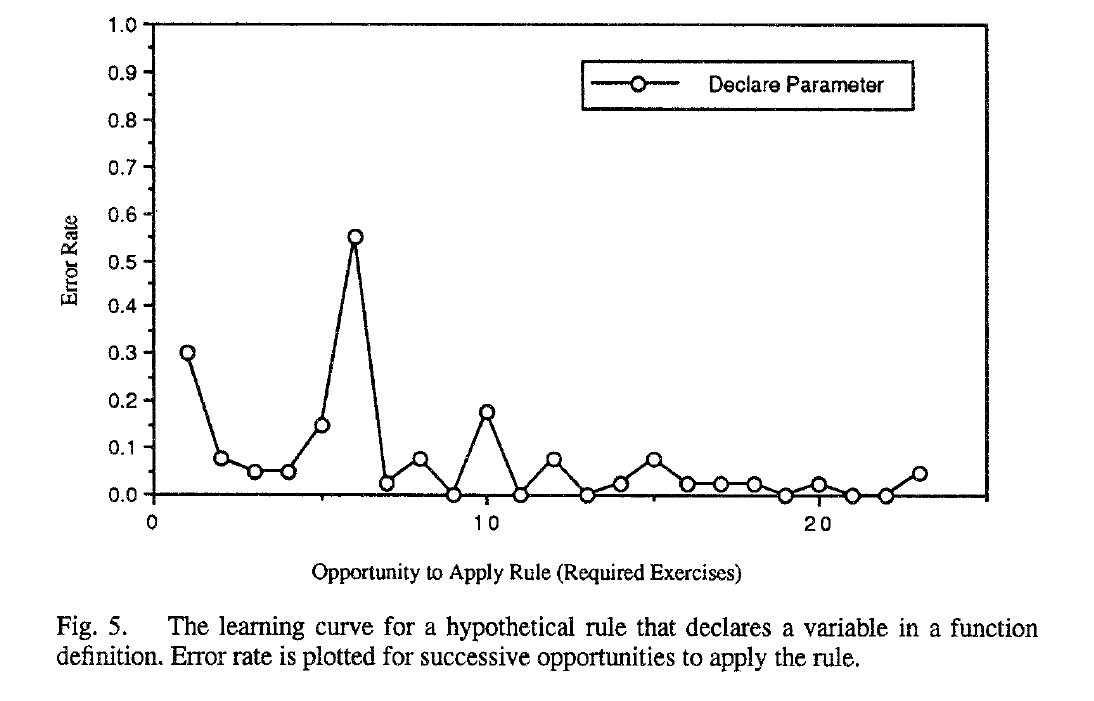 1.0
0.9
0.8
0.7
0.6
0.5
0.4
0.3
0.2
0.1
0.0
Error Rate
Declare Parameter
0 10 20
Opportunity to Apply Rule (Required Exercises)
Fig. 5. The learning curve for a hypothetical rule that declares a variable in a function
definition. Error rate is plotted for successive opportunities to apply the rule.